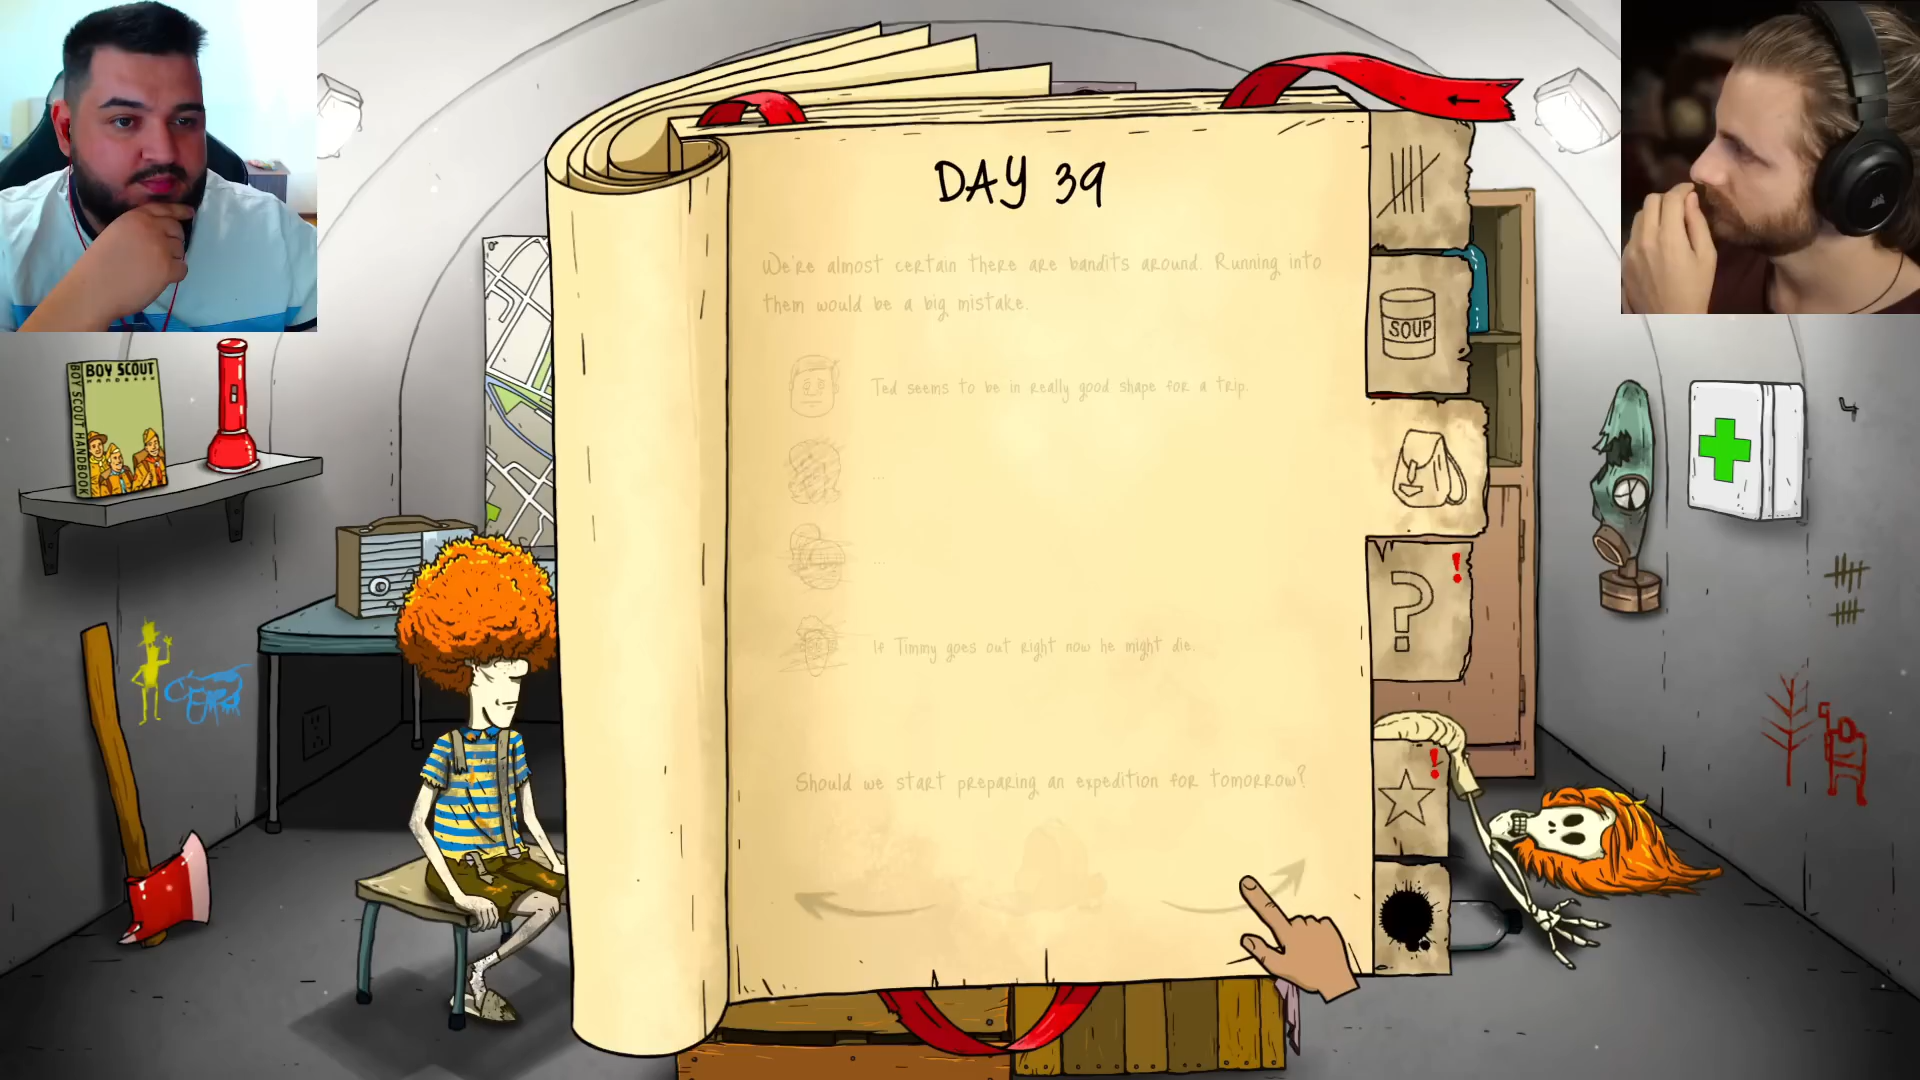 DAY 39
We're almost certain there are bandits around. Running into
them would be a big mistake.
Ted seems to be in really good shape for a trip.
...
...
If Timmy goes out right now he might die.
Should we start preparing an expedition for tomorrow?
SOUP
?
!
!
BOY SCOUT
HANDBOOK
BOY SCOUT HANDBOOK